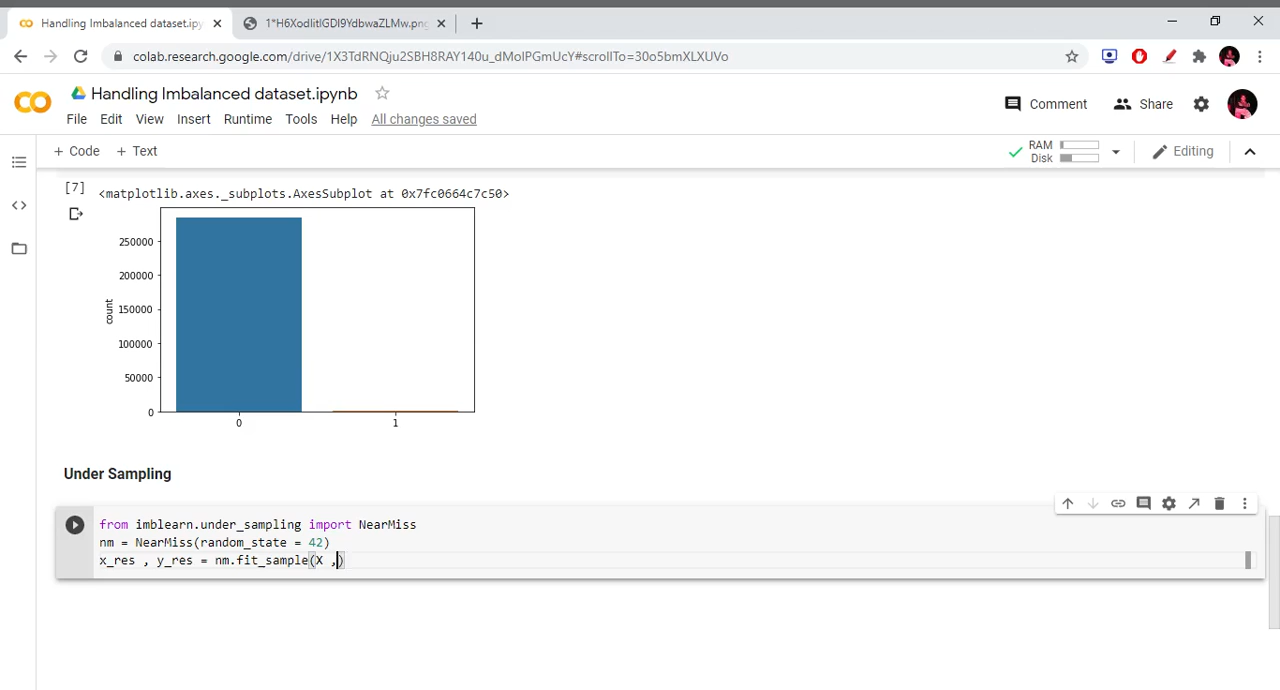 Handling Imbalanced dataset.ipy
1*H6XodlitlGDI9YdbwaZLMw.png
colab.research.google.com/drive/1X3TdRNQju2SBH8RAY140u_dMolPGmUcY#scrollTo=30o5bmXLXUVo
Handling Imbalanced dataset.ipynb
Comment
Share
File Edit View Insert Runtime Tools Help All changes saved
+ Code + Text
RAM
Disk
Editing
[7]
<matplotlib.axes._subplots.AxesSubplot at 0x7fc0664c7c50>
250000
200000
150000
100000
50000
0
count
0 1
Under Sampling
from imblearn.under_sampling import NearMiss
nm = NearMiss(random_state = 42)
x_res , y_res = nm.fit_sample(X ,)